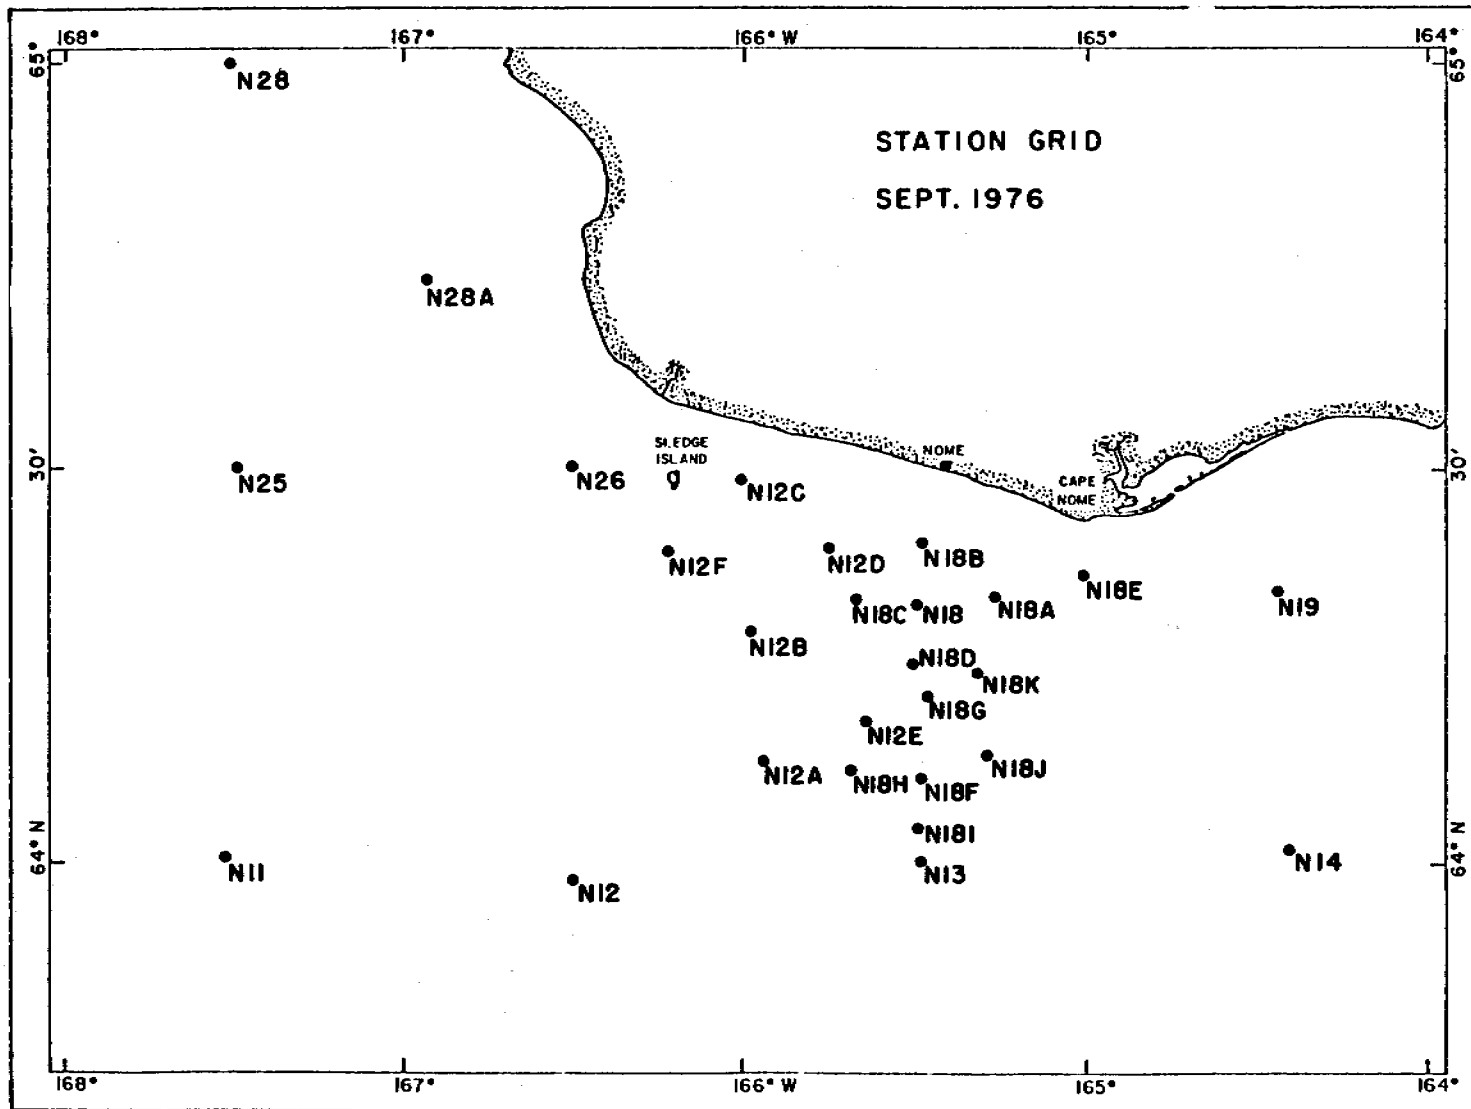 168° 167° 166° W 165° 164°
65° 65°
N28
STATION GRID
SEPT. 1976
N28A
SLEDGE
ISLAND
NOME
CAPE
NOME
30' 30'
N25
N26
N12C
N12F
N12D
N18B
N18E
N18C
N18
N18A
N19
N12B
N18D
N18K
N18G
N12E
N12A
N18H
N18F
N18J
N18I
64° N 64° N
N11
N12
N13
N14
168° 167° 166° W 165° 164°